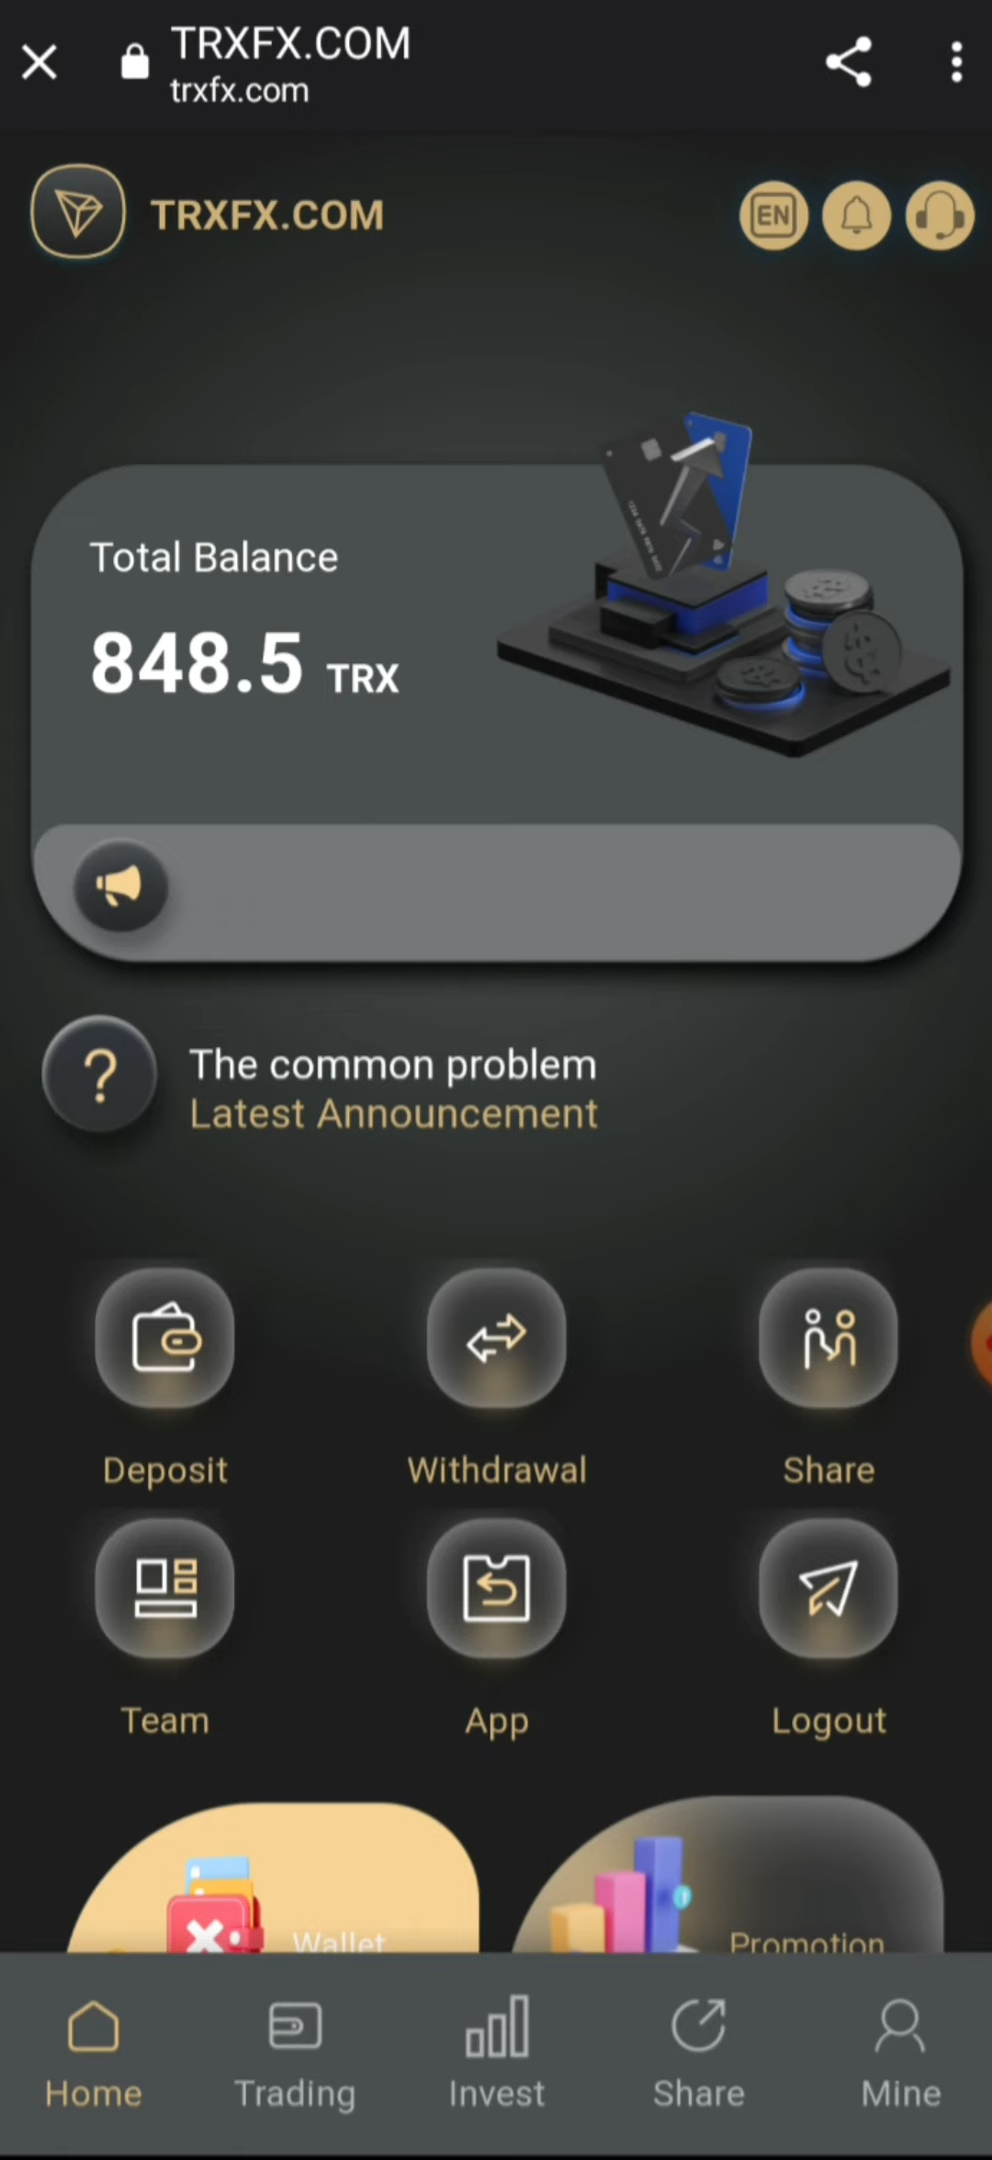 TRXFX.COM
trxfx.com
TRXFX.COM
EN
Total Balance
848.5 TRX
The common problem
Latest Announcement
Deposit
Withdrawal
Share
Team
App
Logout
Wallet
Promotion
Home
Trading
Invest
Share
Mine